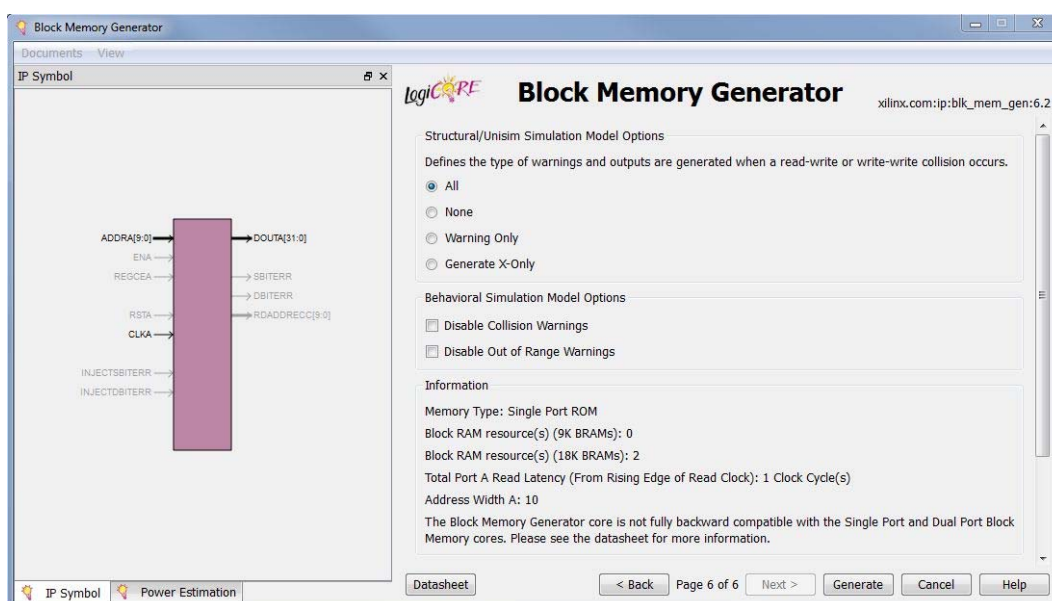 Block Memory Generator
Documents View
IP Symbol
ADDRA[9:0]
ENA
REGCEA
RSTA
CLKA
INJECTSBITERR
INJECTDBITERR
DOUTA[31:0]
SBITERR
DBITERR
RDADDRECC[9:0]
IP Symbol Power Estimation
LogiCORE
Block Memory Generator
xilinx.com:ip:blk_mem_gen:6.2
Structural/Unisim Simulation Model Options
Defines the type of warnings and outputs are generated when a read-write or write-write collision occurs.
All
None
Warning Only
Generate X-Only
Behavioral Simulation Model Options
Disable Collision Warnings
Disable Out of Range Warnings
Information
Memory Type: Single Port ROM
Block RAM resource(s) (9K BRAMs): 0
Block RAM resource(s) (18K BRAMs): 2
Total Port A Read Latency (From Rising Edge of Read Clock): 1 Clock Cycle(s)
Address Width A: 10
The Block Memory Generator core is not fully backward compatible with the Single Port and Dual Port Block
Memory cores. Please see the datasheet for more information.
Datasheet < Back Page 6 of 6 Next > Generate Cancel Help